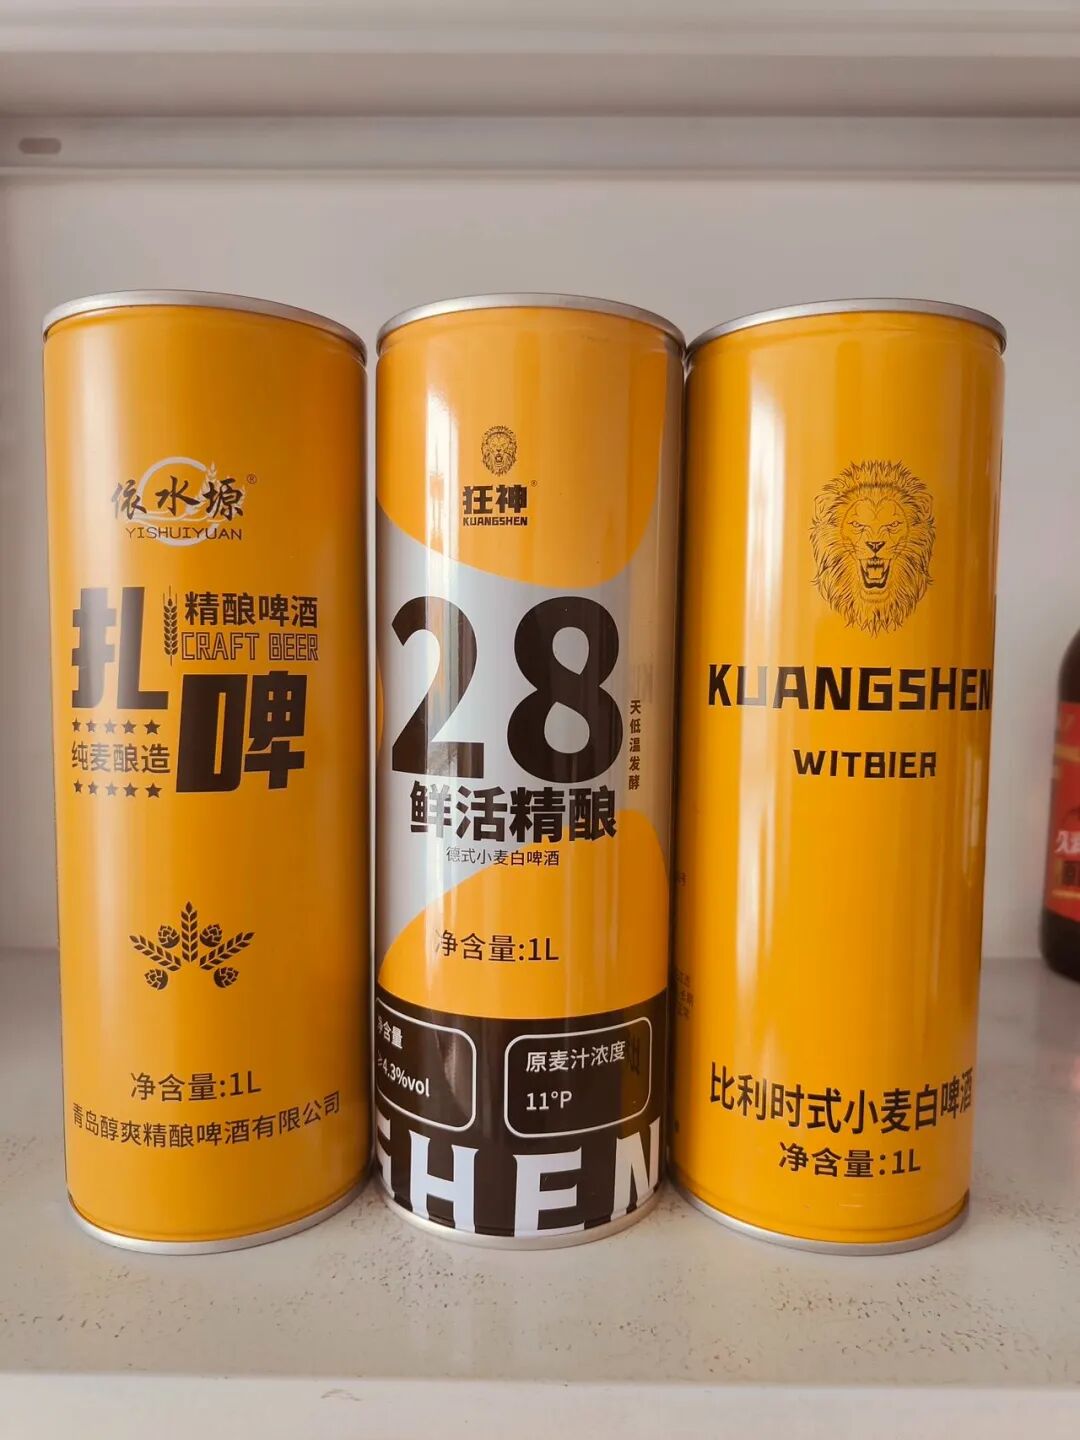 依水塬®
YISHUIYUAN
扎啤
精酿啤酒
CRAFT BEER
★★★★★
纯麦酿造
★★★★★
净含量:1L
青岛醇爽精酿啤酒有限公司
狂神®
KUANGSHEN
28
天低温发酵
鲜活精酿
德式小麦白啤酒
净含量:1L
净含量
≥4.3%vol
原麦汁浓度
11°P
SHEN
KUANGSHEN
WITBIER
比利时式小麦白啤酒
净含量:1L